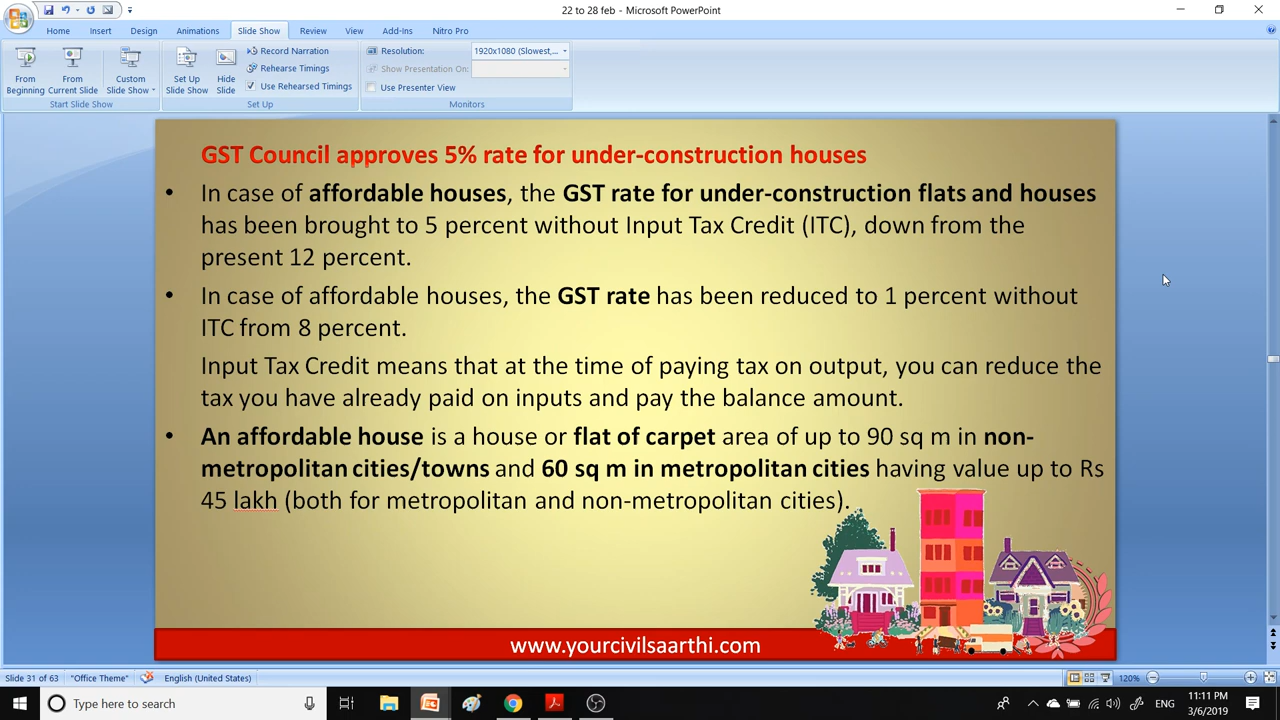 22 to 28 feb - Microsoft PowerPoint
Home Insert Design Animations Slide Show Review View Add-Ins Nitro Pro
From Beginning
From Current Slide
Custom Slide Show
Start Slide Show
Set Up Slide Show
Hide Slide
Record Narration
Rehearse Timings
Use Rehearsed Timings
Set Up
Resolution: 1920x1080 (Slowest,...
Show Presentation On:
Use Presenter View
Monitors
GST Council approves 5% rate for under-construction houses
• In case of affordable houses, the GST rate for under-construction flats and houses
has been brought to 5 percent without Input Tax Credit (ITC), down from the
present 12 percent.
• In case of affordable houses, the GST rate has been reduced to 1 percent without
ITC from 8 percent.
Input Tax Credit means that at the time of paying tax on output, you can reduce the
tax you have already paid on inputs and pay the balance amount.
• An affordable house is a house or flat of carpet area of up to 90 sq m in non-
metropolitan cities/towns and 60 sq m in metropolitan cities having value up to Rs
45 lakh (both for metropolitan and non-metropolitan cities).
www.yourcivilsaarthi.com
Slide 31 of 63 "Office Theme" English (United States) 120%
Type here to search
ENG
11:11 PM
3/6/2019